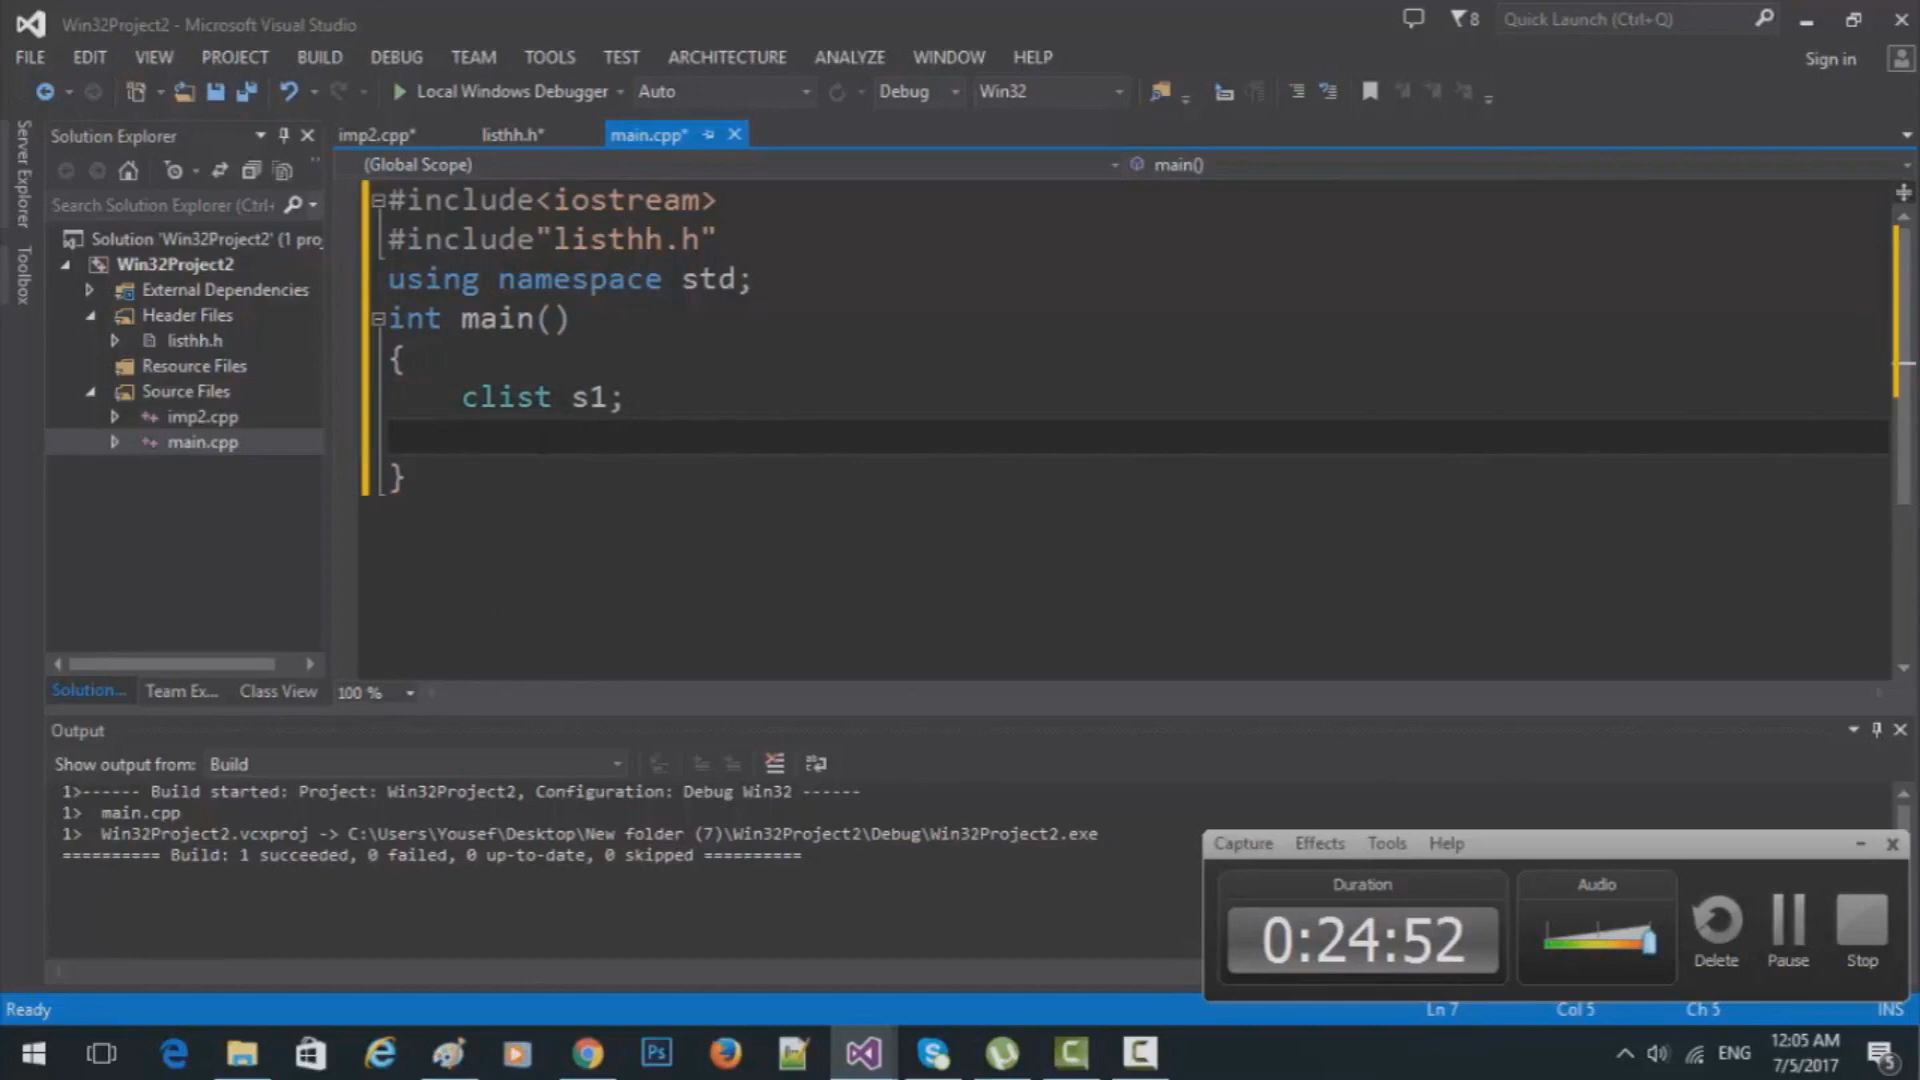 Win32Project2 - Microsoft Visual Studio
8
Quick Launch (Ctrl+Q)
FILE EDIT VIEW PROJECT BUILD DEBUG TEAM TOOLS TEST ARCHITECTURE ANALYZE WINDOW HELP
Sign in
Local Windows Debugger Auto Debug Win32
Server Explorer
Toolbox
Solution Explorer
Search Solution Explorer (Ctrl+
Solution 'Win32Project2' (1 pro
Win32Project2
External Dependencies
Header Files
listhh.h
Resource Files
Source Files
imp2.cpp
main.cpp
Solution... Team Ex... Class View
imp2.cpp* listhh.h* main.cpp*
(Global Scope) main()
#include<iostream>
#include"listhh.h"
using namespace std;
int main()
{
clist s1;
}
100 %
Output
Show output from: Build
1>------ Build started: Project: Win32Project2, Configuration: Debug Win32 ------
1> main.cpp
1> Win32Project2.vcxproj -> C:\Users\Yousef\Desktop\New folder (7)\Win32Project2\Debug\Win32Project2.exe
========== Build: 1 succeeded, 0 failed, 0 up-to-date, 0 skipped ==========
Capture Effects Tools Help
Duration
0:24:52
Audio
Delete Pause Stop
Ready Ln 7 Col 5 Ch 5 INS
Ps
ENG
12:05 AM
7/5/2017
5